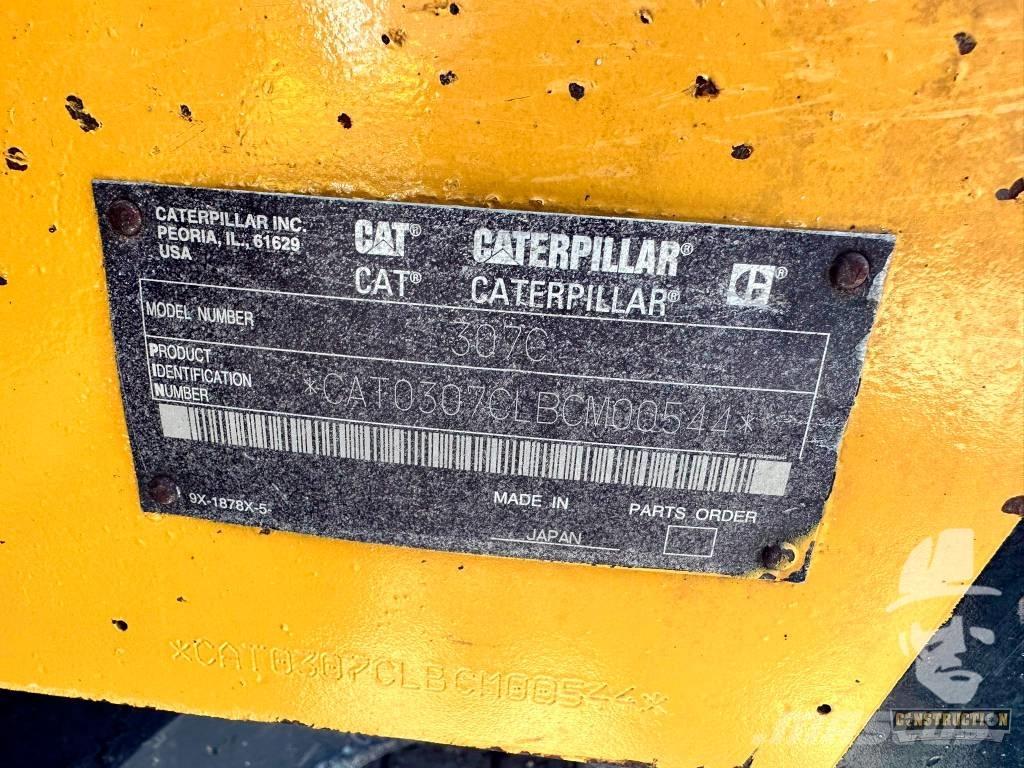 CATERPILLAR INC.
PEORIA, IL., 61629
USA
CAT®
CATERPILLAR®
CAT®
CATERPILLAR®
MODEL NUMBER
307C
PRODUCT
IDENTIFICATION
NUMBER
*CAT0307CLBCM00544*
9X-1878X-5
MADE IN
JAPAN
PARTS ORDER
*CAT0307CLBCM00544*
CONSTRUCTION